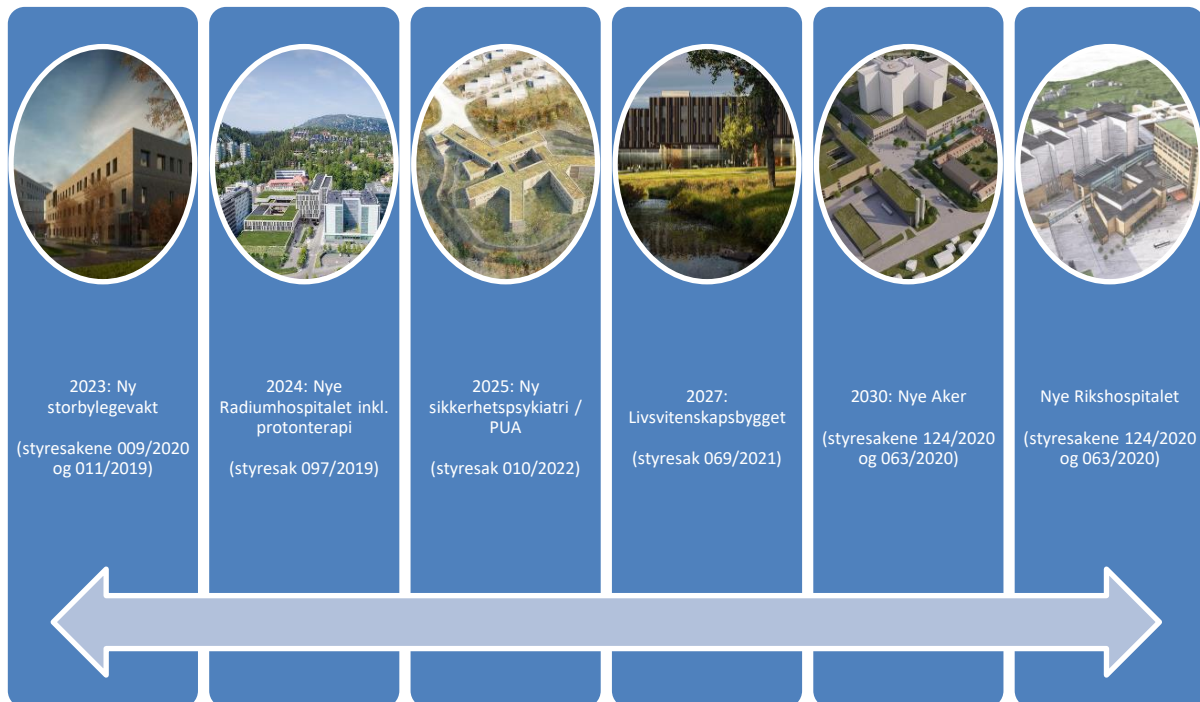 2023: Ny
storbylegevakt
(styresakene 009/2020
og 011/2019)
2024: Nye
Radiumhospitalet inkl.
protonterapi
(styresak 097/2019)
2025: Ny
sikkerhetspsykiatri /
PUA
(styresak 010/2022)
2027:
Livsvitenskapsbygget
(styresak 069/2021)
2030: Nye Aker
(styresakene 124/2020
og 063/2020)
Nye Rikshospitalet
(styresakene 124/2020
og 063/2020)